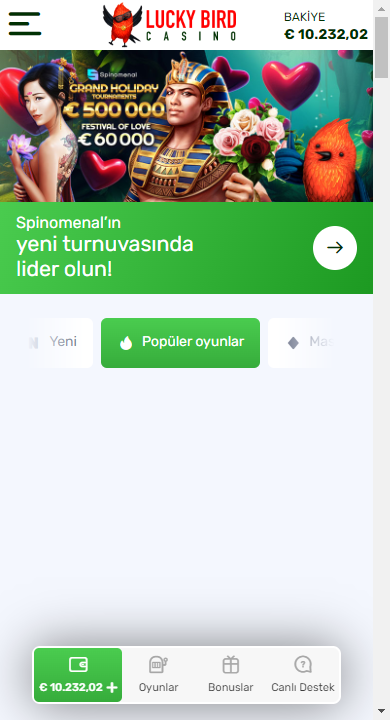 LUCKY BIRD
CASINO
BAKİYE
€ 10.232,02
Spinomenal
GRAND HOLIDAY
TOURNAMENTS
€ 500 000
FESTIVAL OF LOVE
€ 60 000
Spinomenal'ın
yeni turnuvasında
lider olun!
Yeni
Popüler oyunlar
Mas
€ 10.232,02 +
Oyunlar
Bonuslar
Canlı Destek